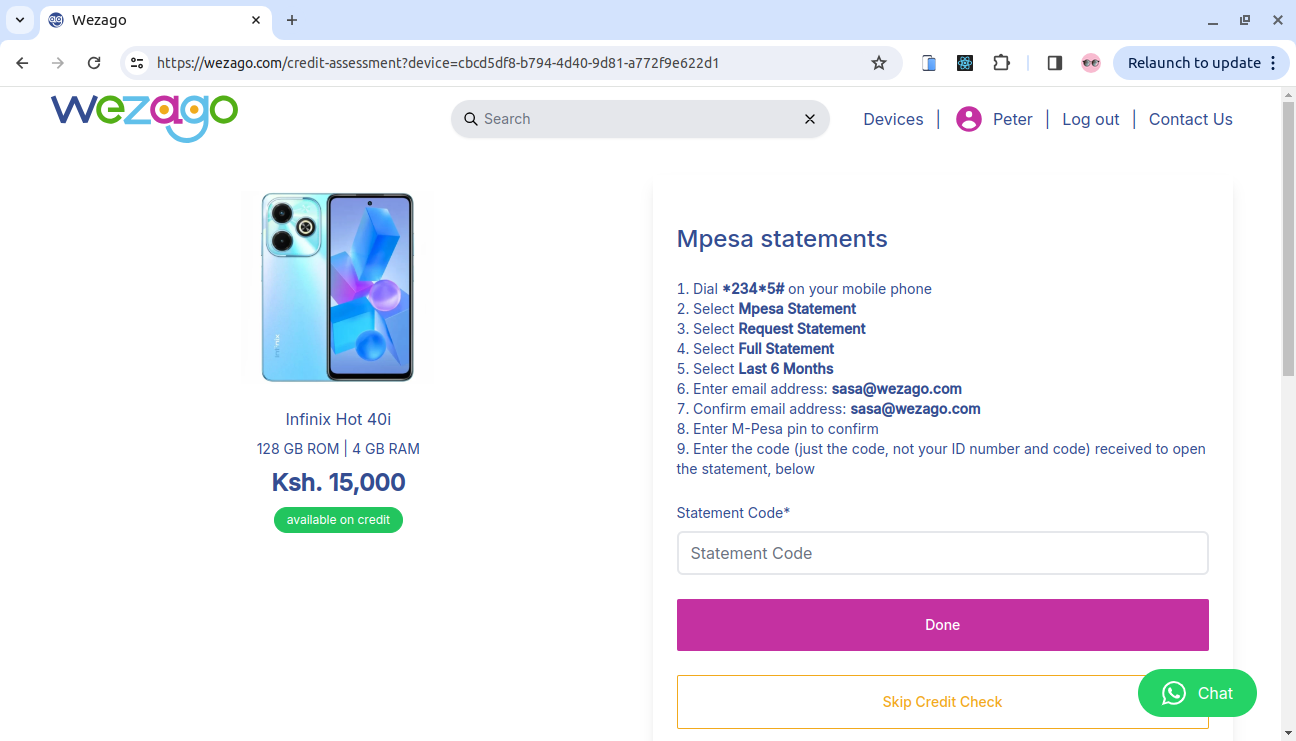 Wezago
https://wezago.com/credit-assessment?device=cbcd5df8-b794-4d40-9d81-a772f9e622d1
Relaunch to update
wezago
Search
Devices | Peter | Log out | Contact Us
Infinix Hot 40i
128 GB ROM | 4 GB RAM
Ksh. 15,000
available on credit
Mpesa statements
1. Dial *234*5# on your mobile phone
2. Select Mpesa Statement
3. Select Request Statement
4. Select Full Statement
5. Select Last 6 Months
6. Enter email address: sasa@wezago.com
7. Confirm email address: sasa@wezago.com
8. Enter M-Pesa pin to confirm
9. Enter the code (just the code, not your ID number and code) received to open
the statement, below
Statement Code*
Statement Code
Done
Skip Credit Check
Chat